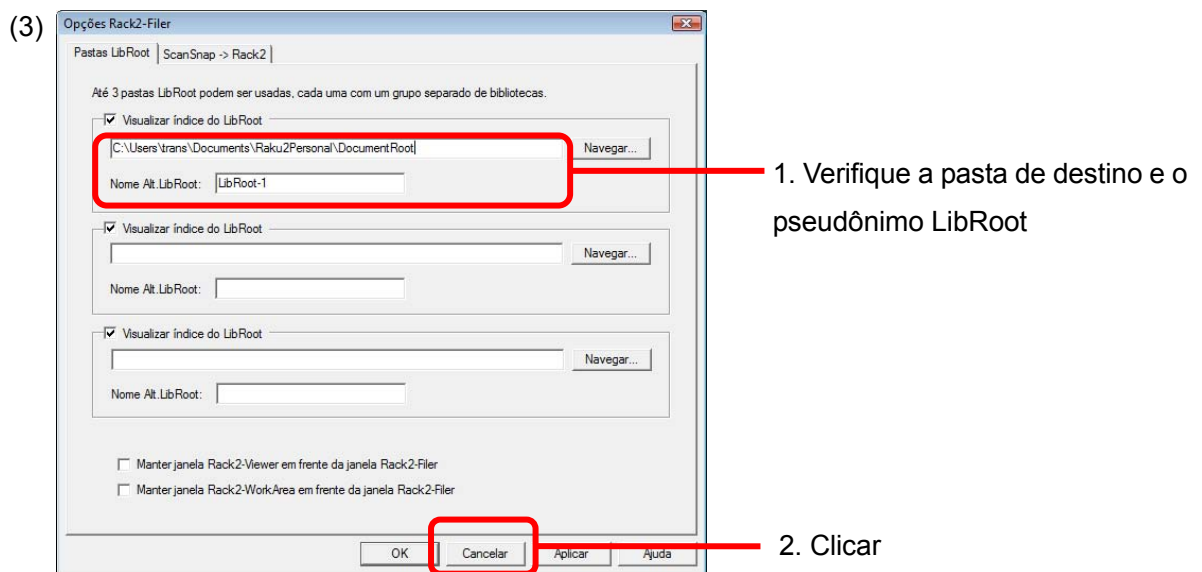 (3)
Opções Rack2-Filer
Pastas LibRoot
ScanSnap -> Rack2
Até 3 pastas LibRoot podem ser usadas, cada uma com um grupo separado de bibliotecas.
Visualizar índice do LibRoot
C:\Users\trans\Documents\Raku2Personal\DocumentRoot
Navegar...
Nome Alt.LibRoot:
LibRoot-1
Visualizar índice do LibRoot
Navegar...
Nome Alt.LibRoot:
Visualizar índice do LibRoot
Navegar...
Nome Alt.LibRoot:
Manter janela Rack2-Viewer em frente da janela Rack2-Filer
Manter janela Rack2-WorkArea em frente da janela Rack2-Filer
OK
Cancelar
Aplicar
Ajuda
1. Verifique a pasta de destino e o
pseudônimo LibRoot
2. Clicar